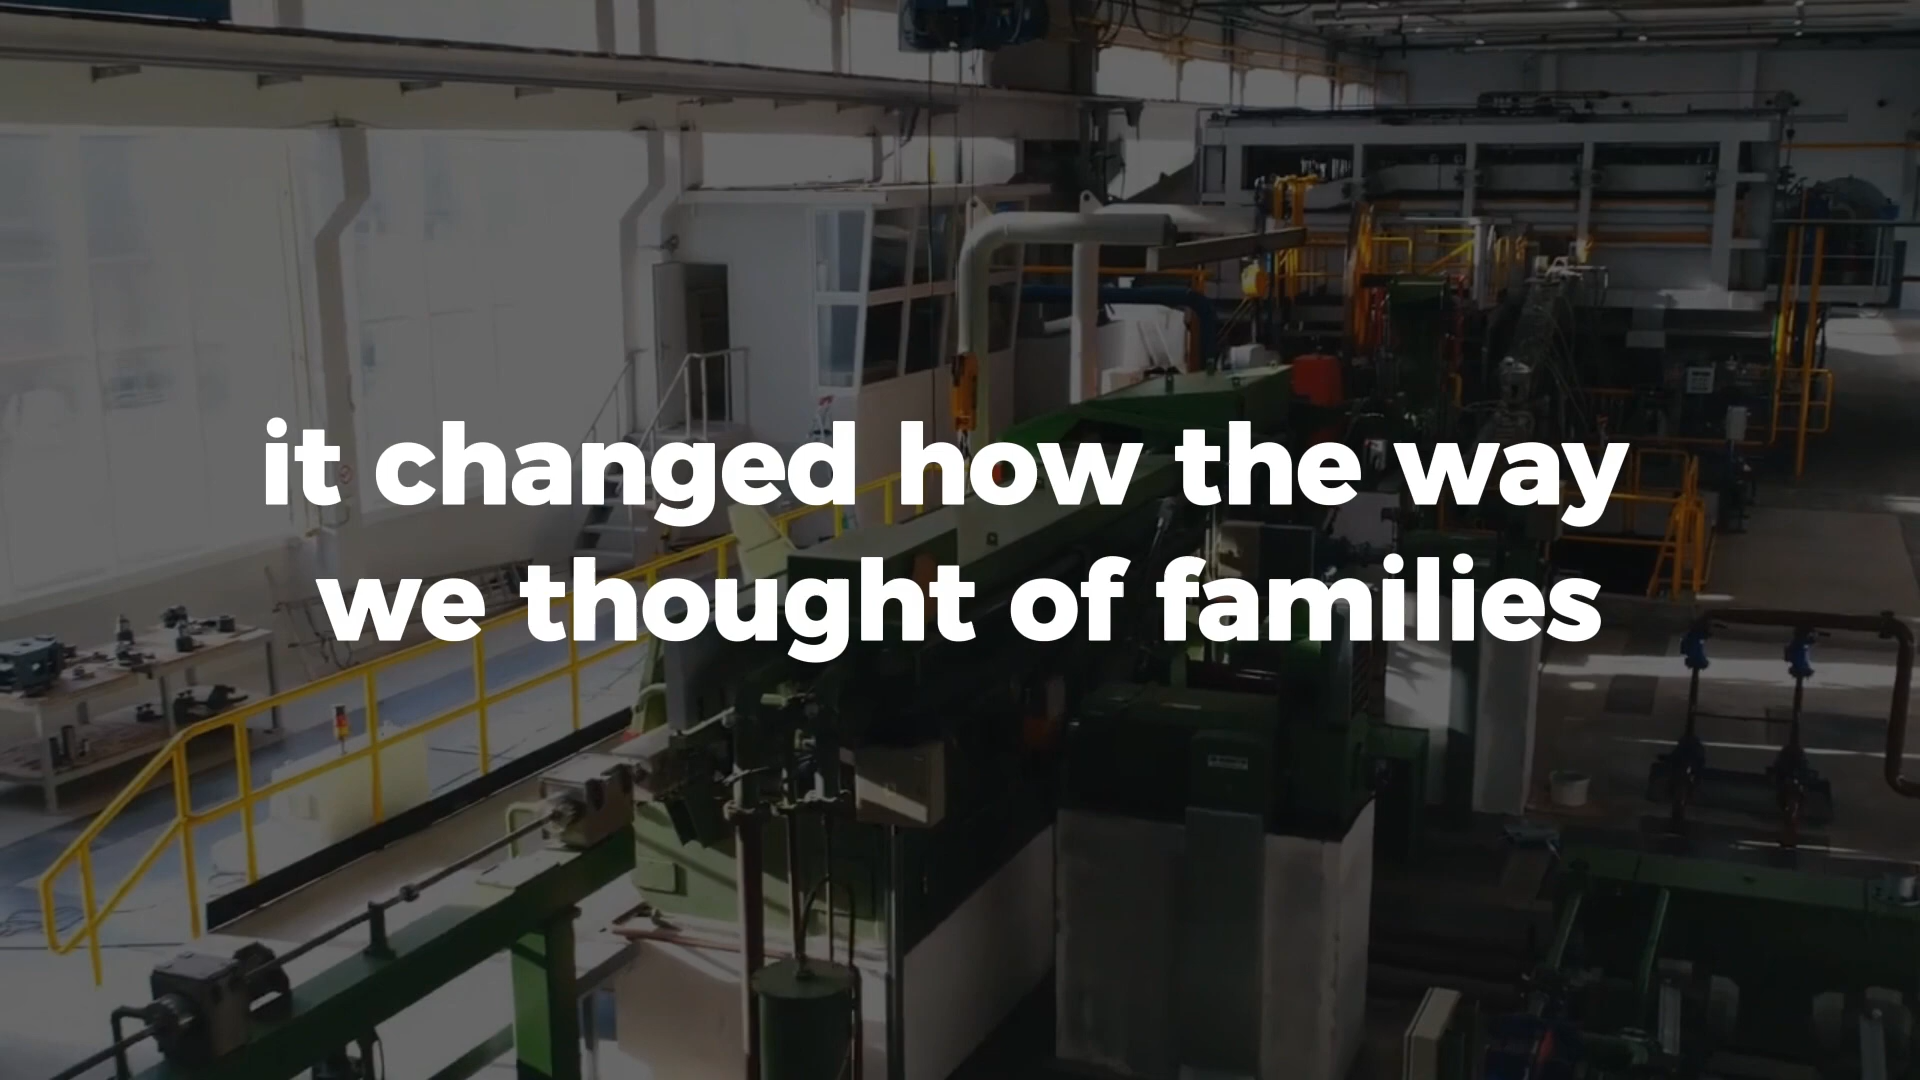 it changed how the way
we thought of families